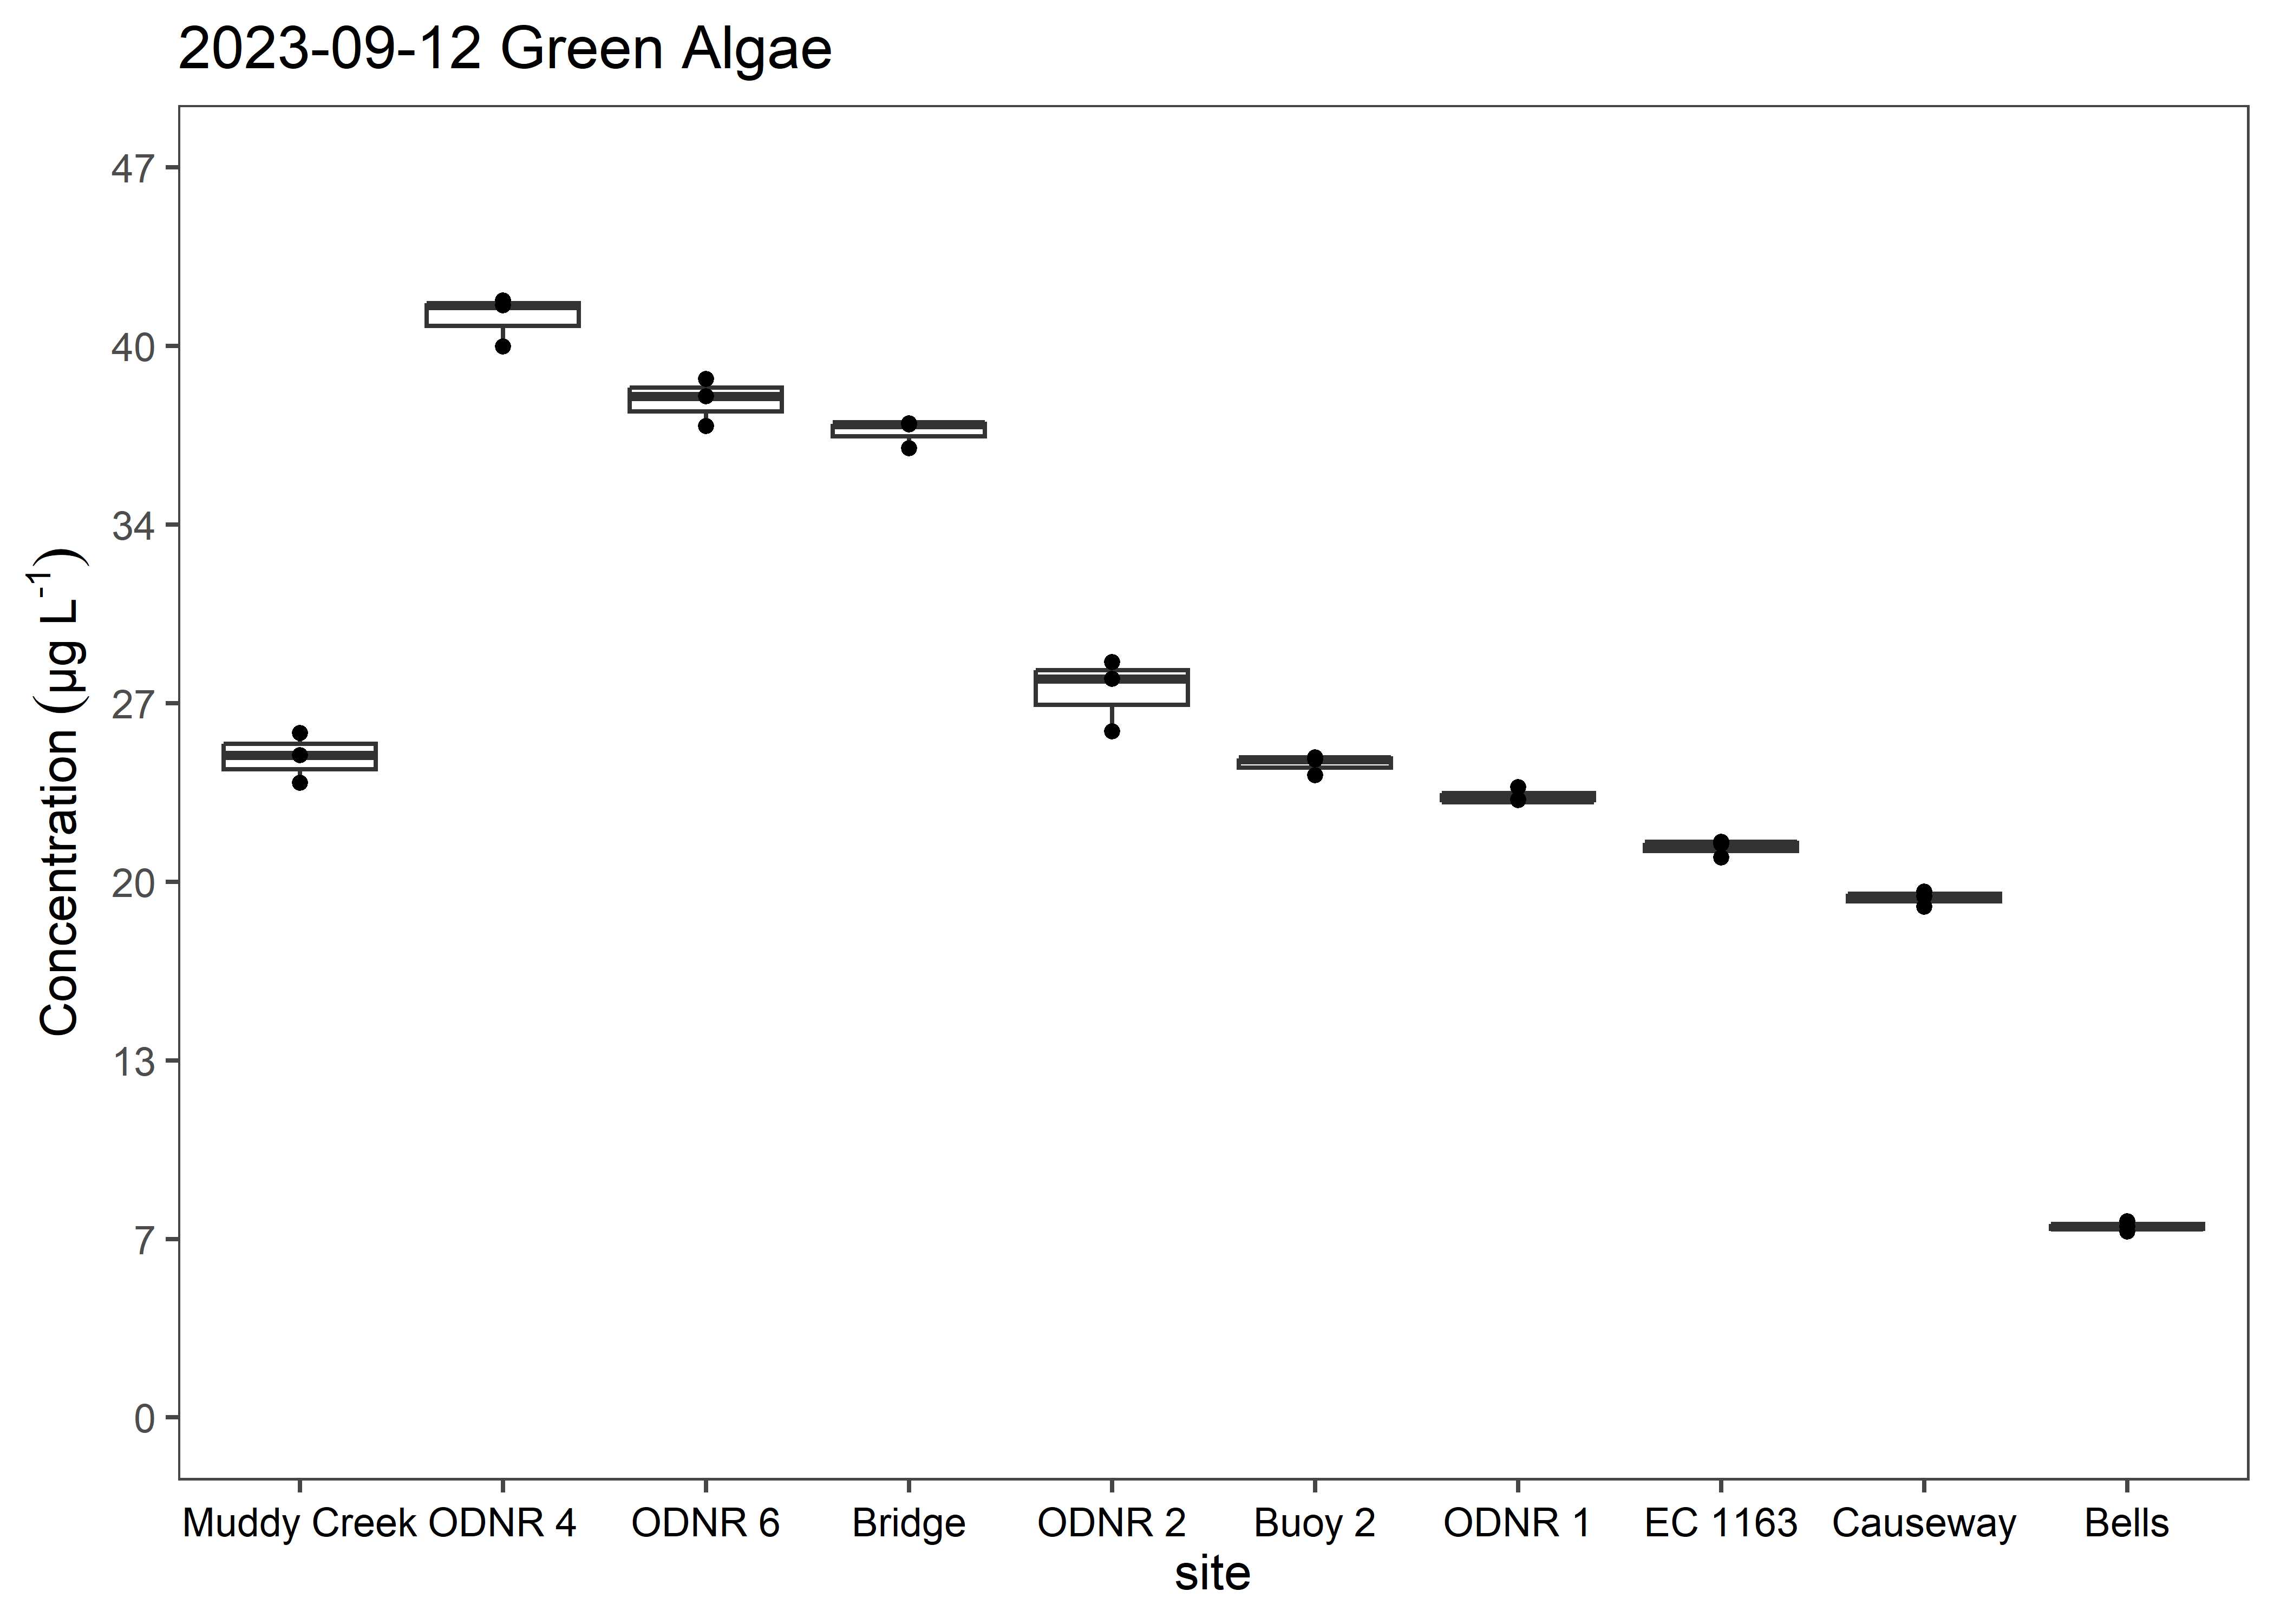 2023-09-12 Green Algae
Concentration (µg L⁻¹)
47
40
34
27
20
13
7
0
Muddy Creek ODNR 4 ODNR 6 Bridge ODNR 2 Buoy 2 ODNR 1 EC 1163 Causeway Bells
site